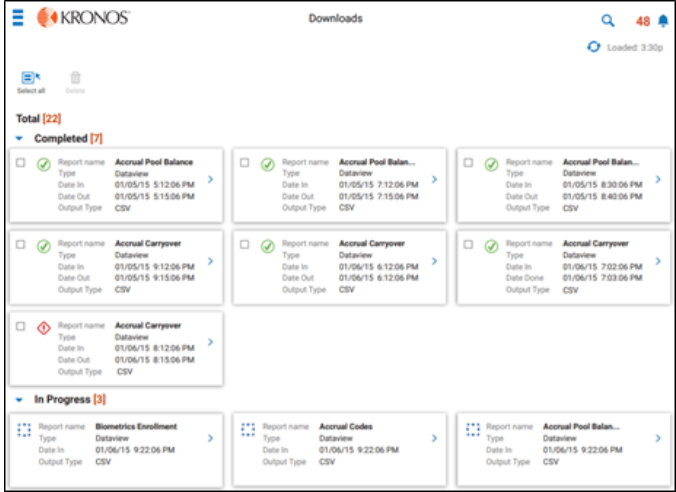 KRONOS
Downloads
48
Loaded: 3:30p
Select all
Delete
Total [22]
Completed [7]
Report name Accrual Pool Balance
Type Dataview
Date In 01/05/15 5:12:06 PM
Date Out 01/05/15 5:15:06 PM
Output Type CSV
Report name Accrual Pool Balan...
Type Dataview
Date In 01/05/15 7:12:06 PM
Date Out 01/05/15 7:15:06 PM
Output Type CSV
Report name Accrual Pool Balan...
Type Dataview
Date In 01/05/15 8:30:06 PM
Date Out 01/05/15 8:40:06 PM
Output Type CSV
Report name Accrual Carryover
Type Dataview
Date In 01/05/15 9:12:06 PM
Date Out 01/05/15 9:15:06 PM
Output Type CSV
Report name Accrual Carryover
Type Dataview
Date In 01/06/15 6:12:06 PM
Date Out 01/06/15 6:12:06 PM
Output Type CSV
Report name Accrual Carryover
Type Dataview
Date In 01/06/15 7:02:06 PM
Date Done 01/06/15 7:03:06 PM
Output Type CSV
Report name Accrual Carryover
Type Dataview
Date In 01/06/15 8:12:06 PM
Date Out 01/06/15 8:15:06 PM
Output Type CSV
In Progress [3]
Report name Biometrics Enrollment
Type Dataview
Date In 01/06/15 9:22:06 PM
Output Type CSV
Report name Accrual Codes
Type Dataview
Date In 01/06/15 9:22:06 PM
Output Type CSV
Report name Accrual Pool Balan...
Type Dataview
Date In 01/06/15 9:22:06 PM
Output Type CSV